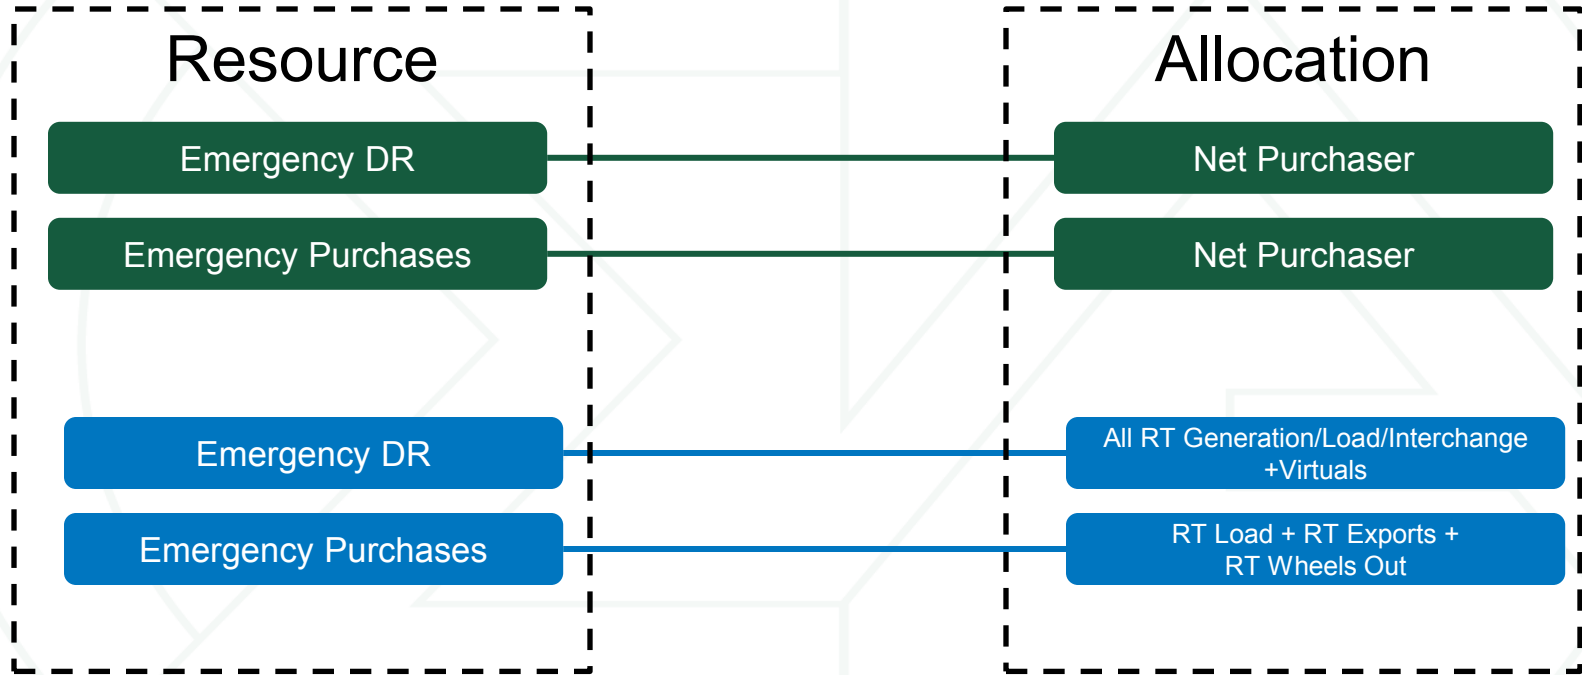 Resource
Allocation
Emergency DR
Net Purchaser
Emergency Purchases
Net Purchaser
Emergency DR
All RT Generation/Load/Interchange
+Virtuals
Emergency Purchases
RT Load + RT Exports +
RT Wheels Out